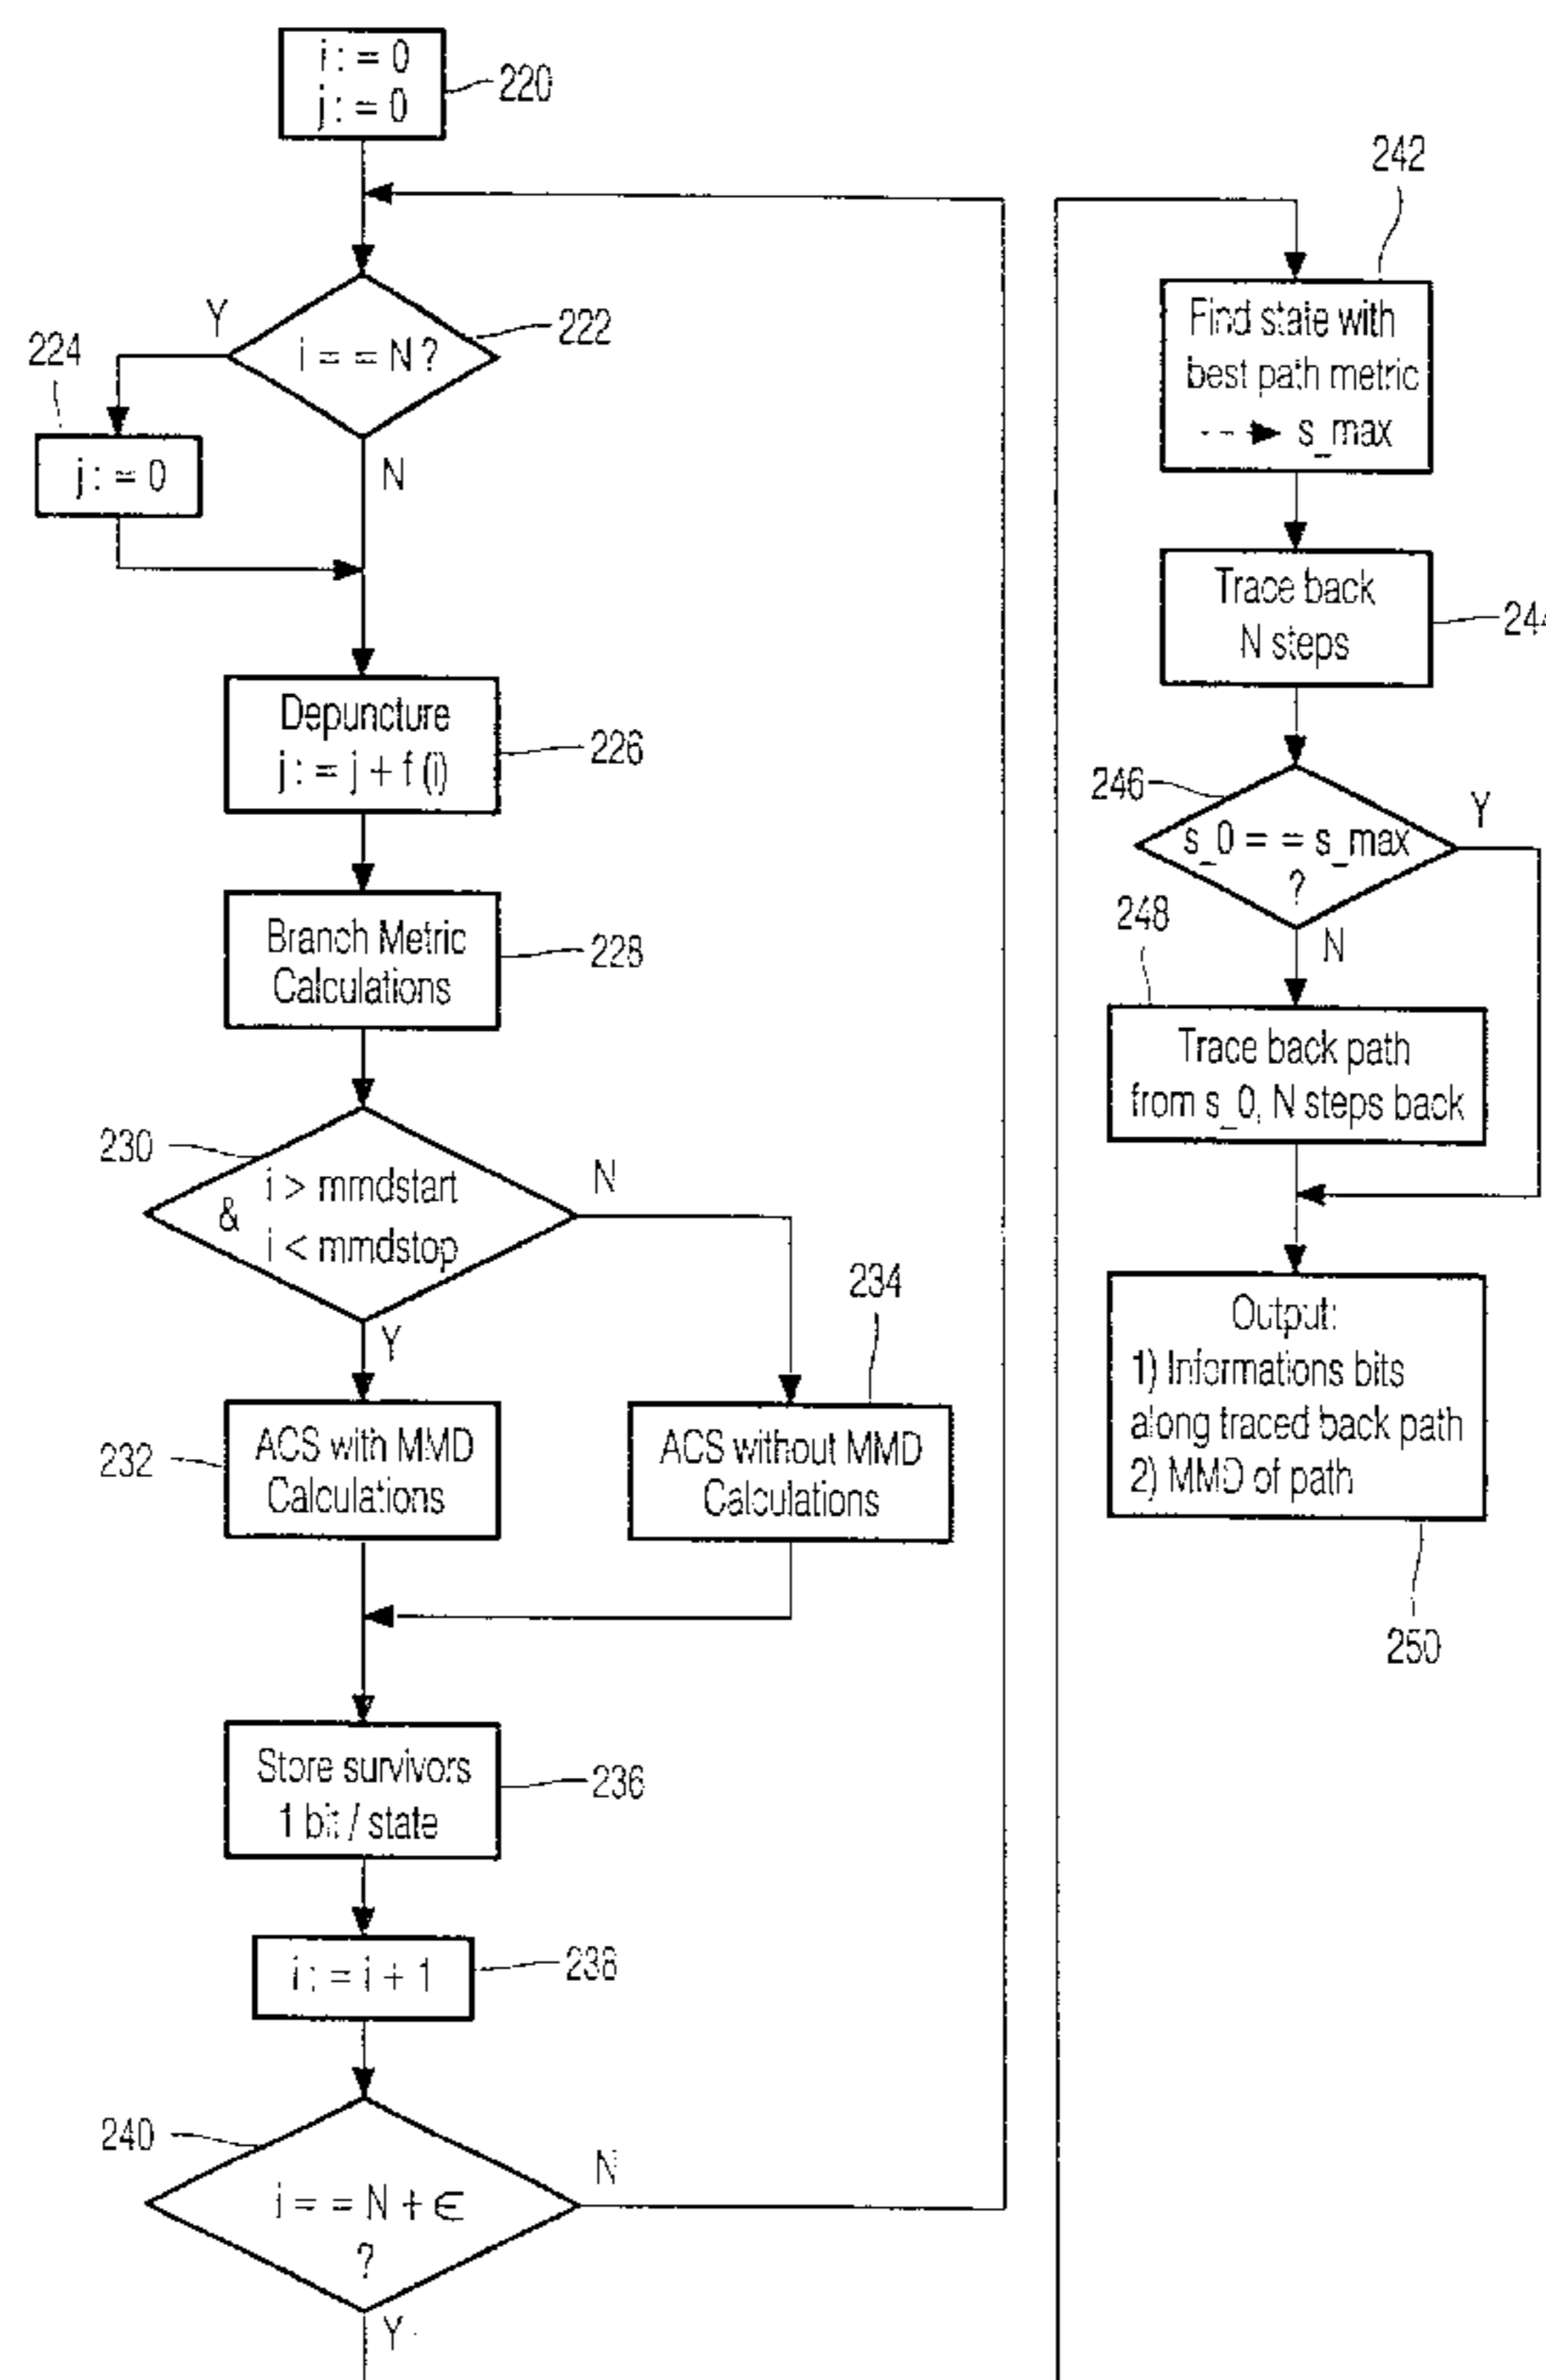 i : = 0
j : = 0
220
i = = N ?
Y
N
222
224
j : = 0
Depuncture
j : = j + f (i)
226
Branch Metric
Calculations
228
230
& i > mmdstart
i < mmdstop
N
Y
ACS with MMD
Calculations
232
234
ACS without MMD
Calculations
Store survivors
1 bit / state
236
i : = i + 1
238
240
i = = N + ∈
?
N
Y
242
Find state with
best path metric
s_max
Trace back
N steps
244
246
s_0 = = s_max
?
Y
N
248
Trace back path
from s_0, N steps back
Output:
1) Informations bits
along traced back path
2) MMD of path
250